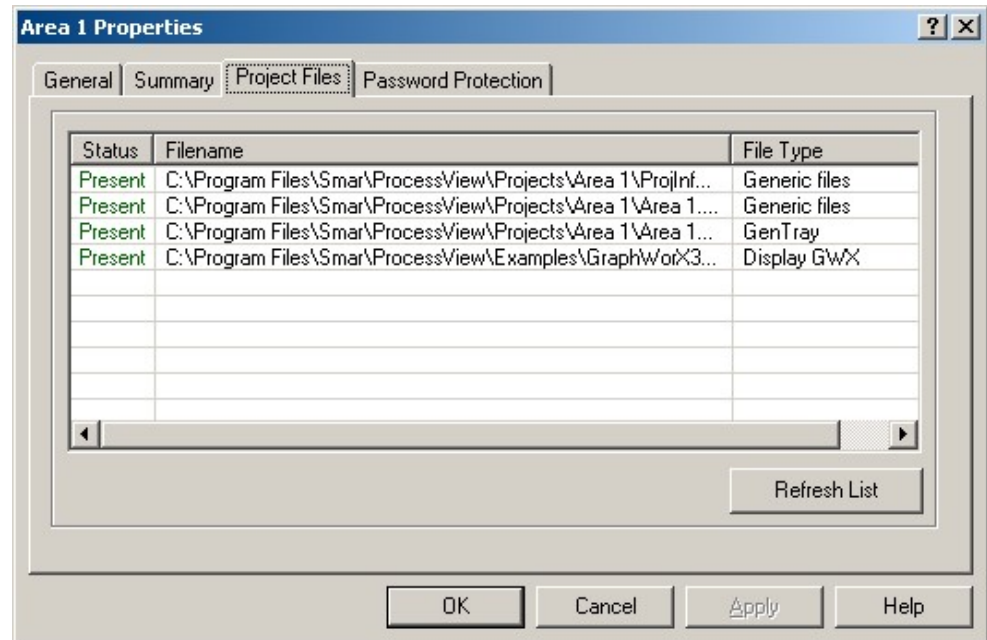 Area 1 Properties
General Summary Project Files Password Protection
Status Filename File Type
Present C:\Program Files\Smar\ProcessView\Projects\Area 1\ProjInf... Generic files
Present C:\Program Files\Smar\ProcessView\Projects\Area 1\Area 1.... Generic files
Present C:\Program Files\Smar\ProcessView\Projects\Area 1\Area 1... GenTray
Present C:\Program Files\Smar\ProcessView\Examples\GraphWorX3... Display GWX
Refresh List
OK Cancel Apply Help